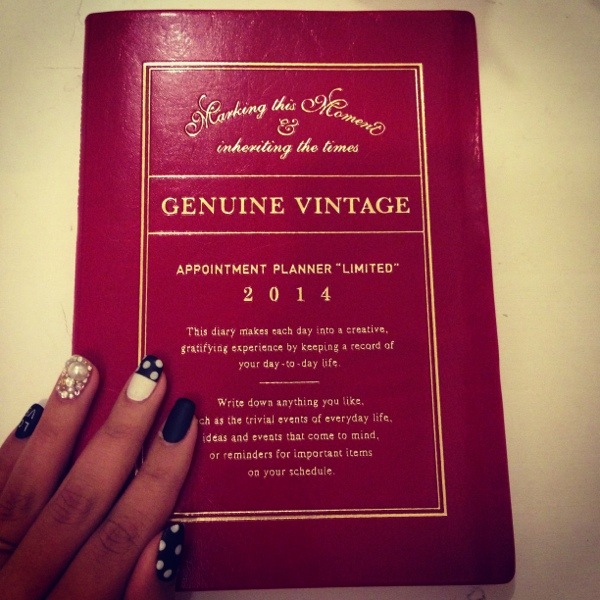 Marking this Moment
&
inheriting the times
GENUINE VINTAGE
APPOINTMENT PLANNER "LIMITED"
2014
This diary makes each day into a creative,
gratifying experience by keeping a record of
your day-to-day life.
Write down anything you like,
as the trivial events of everyday life,
ideas and events that come to mind,
or reminders for important items
on your schedule.